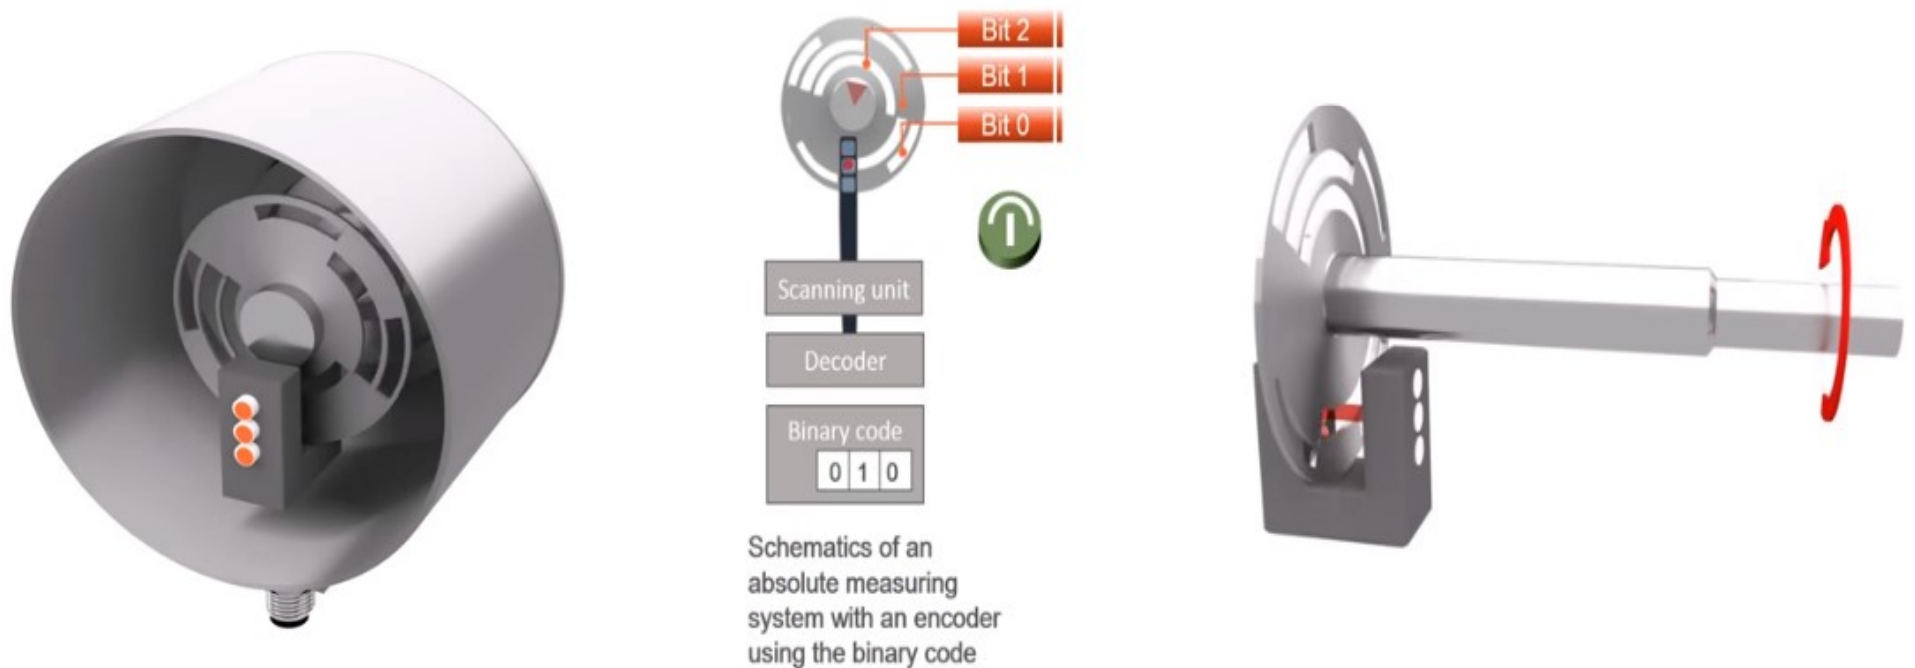 Bit 2
Bit 1
Bit 0
Scanning unit
Decoder
Binary code
0 1 0
Schematics of an
absolute measuring
system with an encoder
using the binary code